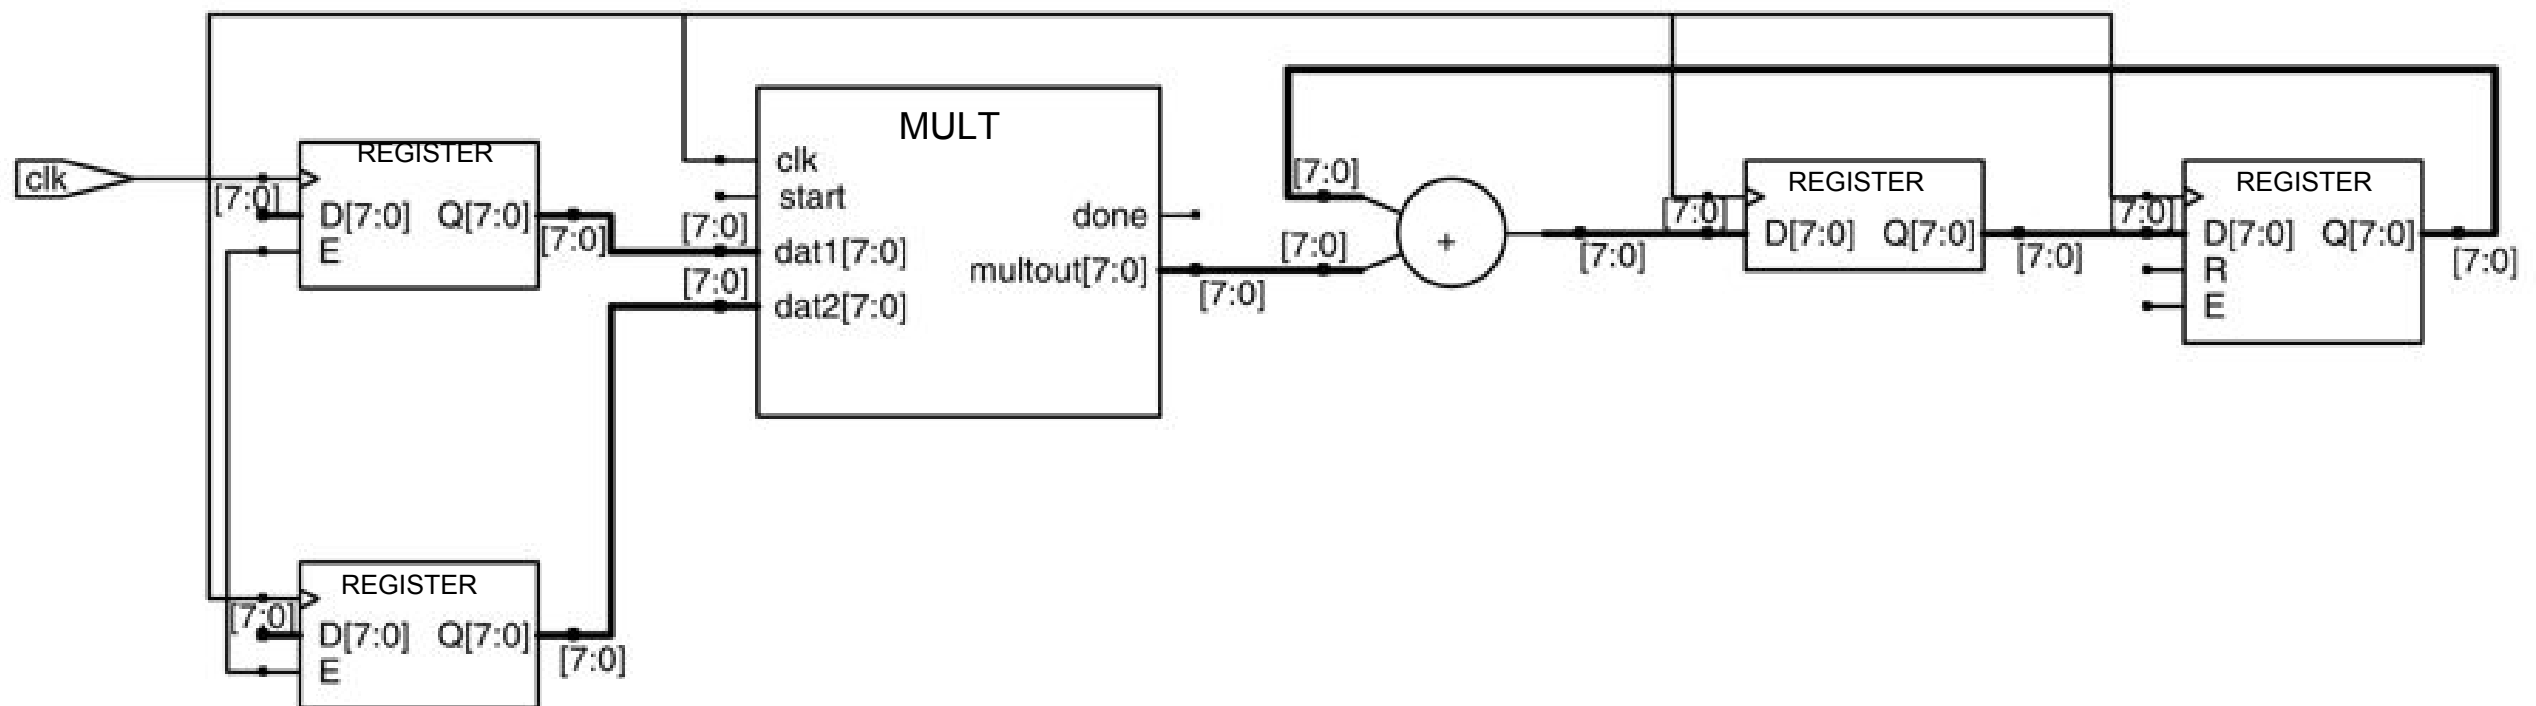 clk
REGISTER
[7:0]
D[7:0] Q[7:0]
E
[7:0]
REGISTER
[7:0]
D[7:0] Q[7:0]
E
[7:0]
MULT
clk
start
[7:0]
dat1[7:0]
[7:0]
dat2[7:0]
done
multout[7:0]
[7:0]
[7:0]
[7:0]
+
[7:0]
REGISTER
[7:0]
D[7:0] Q[7:0]
[7:0]
REGISTER
[7:0]
D[7:0] Q[7:0]
R
E
[7:0]